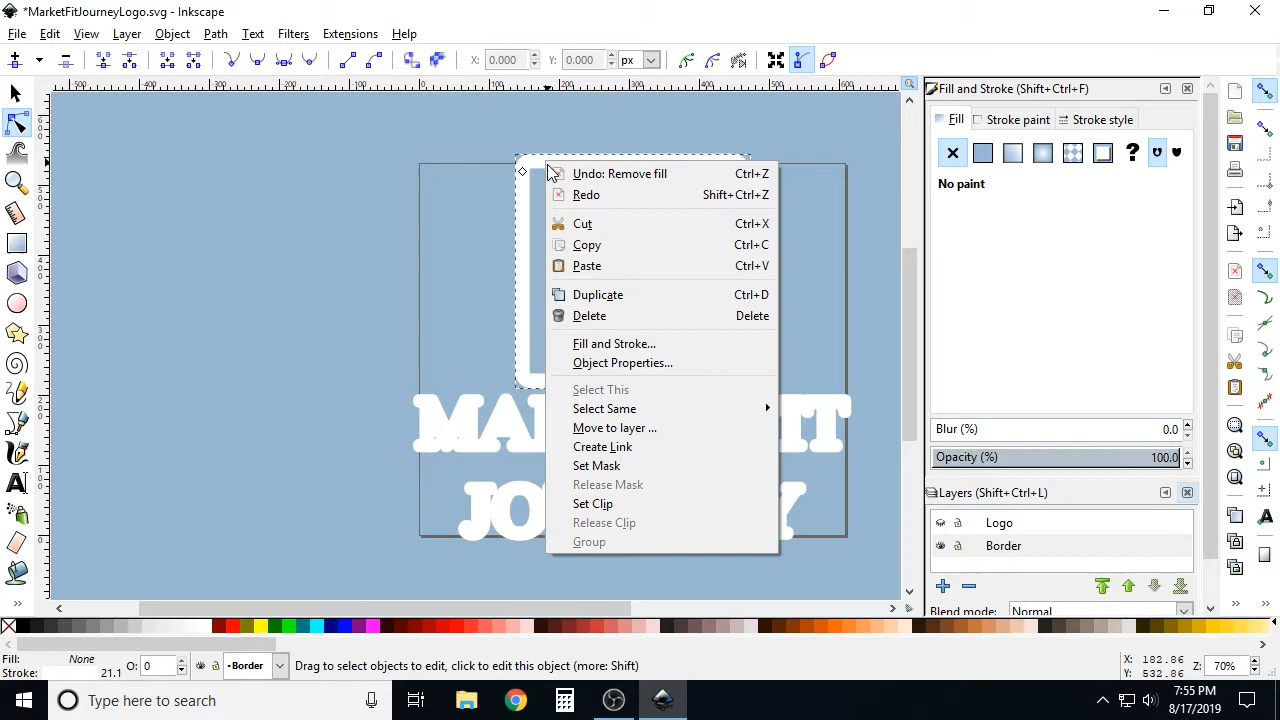 *MarketFitJourneyLogo.svg - Inkscape
File Edit View Layer Object Path Text Filters Extensions Help
X: 0.000 Y: 0.000 px
Fill and Stroke (Shift+Ctrl+F)
Fill Stroke paint Stroke style
No paint
Undo: Remove fill Ctrl+Z
Redo Shift+Ctrl+Z
Cut Ctrl+X
Copy Ctrl+C
Paste Ctrl+V
Duplicate Ctrl+D
Delete Delete
Fill and Stroke...
Object Properties...
Select This
Select Same
Move to layer ...
Create Link
Set Mask
Release Mask
Set Clip
Release Clip
Group
Blur (%) 0.0
Opacity (%) 100.0
Layers (Shift+Ctrl+L)
Logo
Border
Blend mode: Normal
Fill: None
Stroke: 21.1
O: 0
Border
Drag to select objects to edit, click to edit this object (more: Shift)
X: 182.86
Y: 532.86
Z: 70%
Type here to search
7:55 PM
8/17/2019